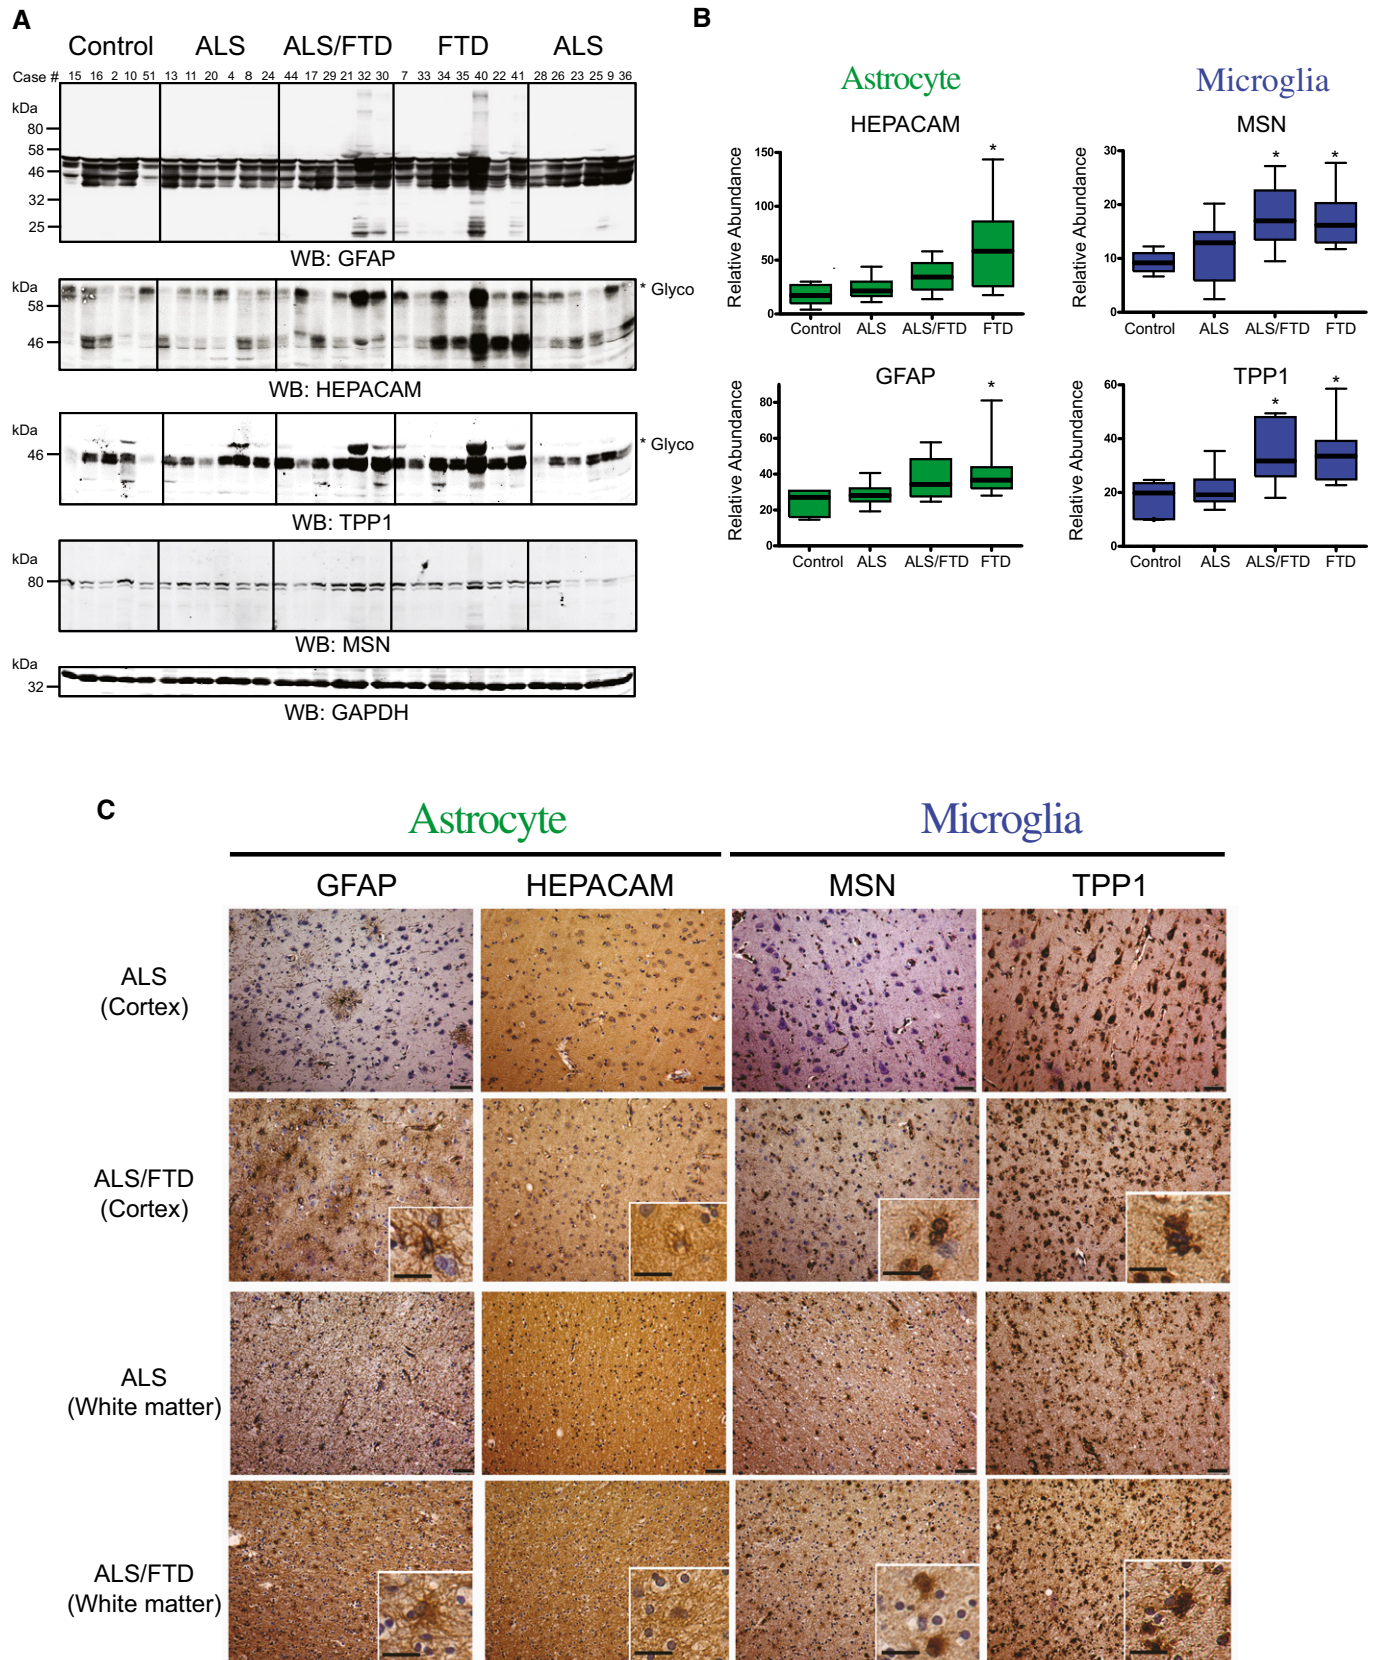 A
Control ALS ALS/FTD FTD ALS
Case # 15 16 2 10 51 13 11 20 4 8 24 44 17 29 21 32 30 7 33 34 35 40 22 41 28 26 23 25 9 36
kDa
80
58
46
32
25
WB: GFAP
kDa
58
46
* Glyco
WB: HEPACAM
kDa
46
* Glyco
WB: TPP1
kDa
80
WB: MSN
kDa
32
WB: GAPDH
B
Astrocyte
HEPACAM
Relative Abundance
150
100
50
0
*
Control ALS ALS/FTD FTD
Microglia
MSN
Relative Abundance
30
20
10
0
* *
Control ALS ALS/FTD FTD
GFAP
Relative Abundance
80
60
40
20
0
*
Control ALS ALS/FTD FTD
TPP1
Relative Abundance
60
40
20
0
* *
Control ALS ALS/FTD FTD
C
Astrocyte Microglia
GFAP HEPACAM MSN TPP1
ALS
(Cortex)
ALS/FTD
(Cortex)
ALS
(White matter)
ALS/FTD
(White matter)